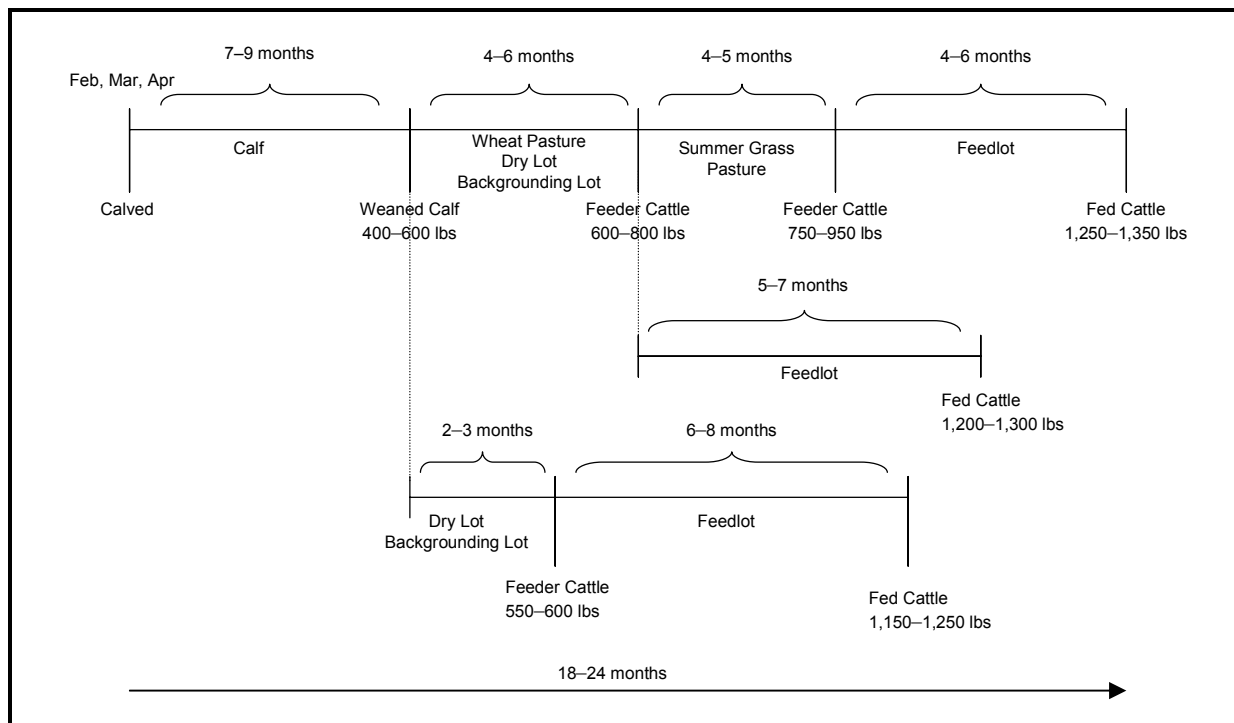 7–9 months
4–6 months
4–5 months
4–6 months
Feb, Mar, Apr
Calf
Wheat Pasture
Dry Lot
Backgrounding Lot
Summer Grass
Pasture
Feedlot
Calved
Weaned Calf
400–600 lbs
Feeder Cattle
600–800 lbs
Feeder Cattle
750–950 lbs
Fed Cattle
1,250–1,350 lbs
5–7 months
Feedlot
Fed Cattle
1,200–1,300 lbs
2–3 months
6–8 months
Dry Lot
Backgrounding Lot
Feedlot
Feeder Cattle
550–600 lbs
Fed Cattle
1,150–1,250 lbs
18–24 months